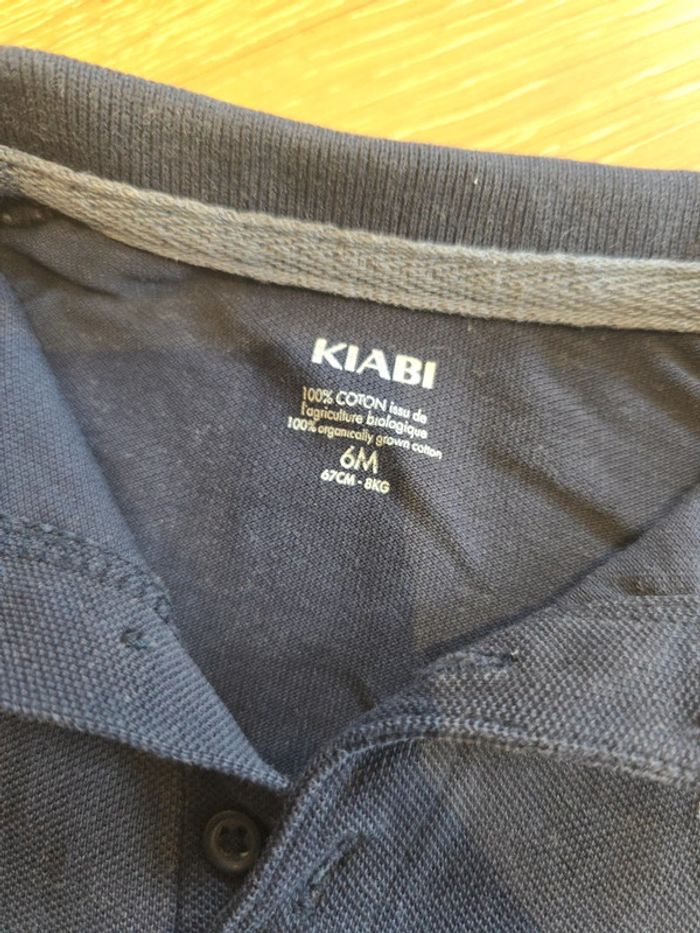 KIABI
100% COTON issu de
l'agriculture biologique
100% organically grown cotton
6M
67CM - 8KG